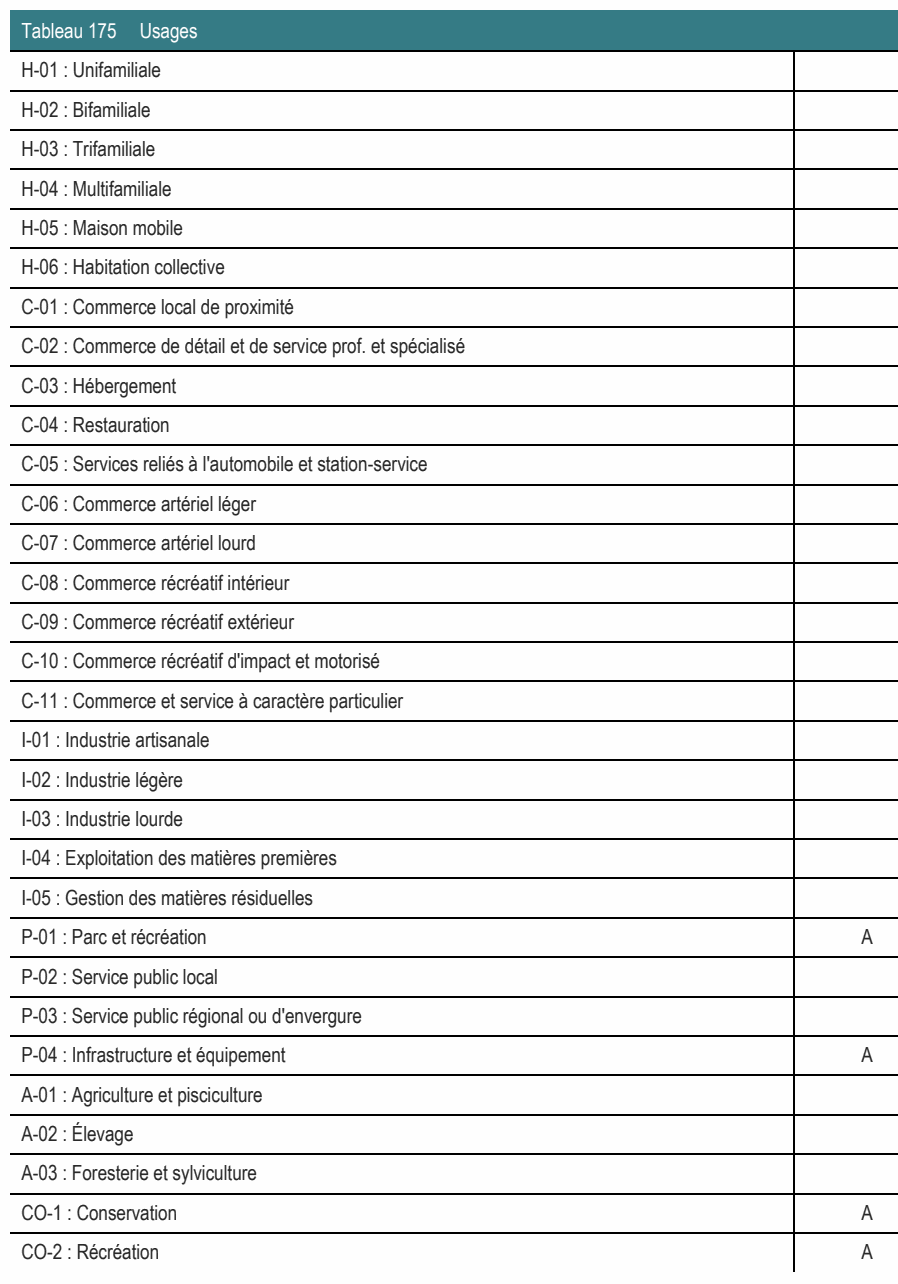 Tableau 175 Usages
H-01 : Unifamiliale
H-02 : Bifamiliale
H-03 : Trifamiliale
H-04 : Multifamiliale
H-05 : Maison mobile
H-06 : Habitation collective
C-01 : Commerce local de proximité
C-02 : Commerce de détail et de service prof. et spécialisé
C-03 : Hébergement
C-04 : Restauration
C-05 : Services reliés à l'automobile et station-service
C-06 : Commerce artériel léger
C-07 : Commerce artériel lourd
C-08 : Commerce récréatif intérieur
C-09 : Commerce récréatif extérieur
C-10 : Commerce récréatif d'impact et motorisé
C-11 : Commerce et service à caractère particulier
I-01 : Industrie artisanale
I-02 : Industrie légère
I-03 : Industrie lourde
I-04 : Exploitation des matières premières
I-05 : Gestion des matières résiduelles
P-01 : Parc et récréation A
P-02 : Service public local
P-03 : Service public régional ou d'envergure
P-04 : Infrastructure et équipement A
A-01 : Agriculture et pisciculture
A-02 : Élevage
A-03 : Foresterie et sylviculture
CO-1 : Conservation A
CO-2 : Récréation A